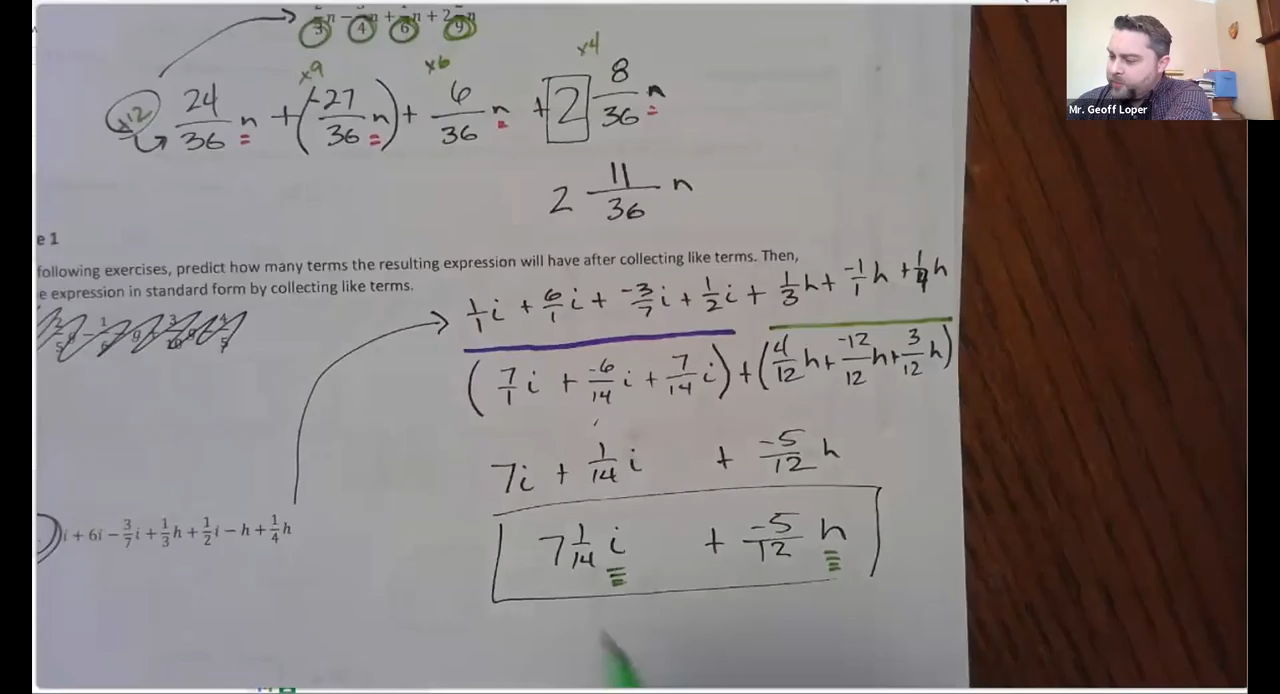 3 n − 4 n + 6 n + 2 9 n
x9 x6 x4
x12 24/36 n + (-27/36 n) + 6/36 n + 2 8/36 n
2 11/36 n
Mr. Geoff Loper
e 1
following exercises, predict how many terms the resulting expression will have after collecting like terms. Then,
e expression in standard form by collecting like terms.
1/1 i + 6/1 i + -3/7 i + 1/2 i + 1/3 h + -1/1 h + 1/4 h
(7/1 i + -6/14 i + 7/14 i) + (4/12 h + -12/12 h + 3/12 h)
7i + 1/14 i + -5/12 h
i + 6i − 3/7 i + 1/3 h + 1/2 i − h + 1/4 h
7 1/14 i + -5/12 h